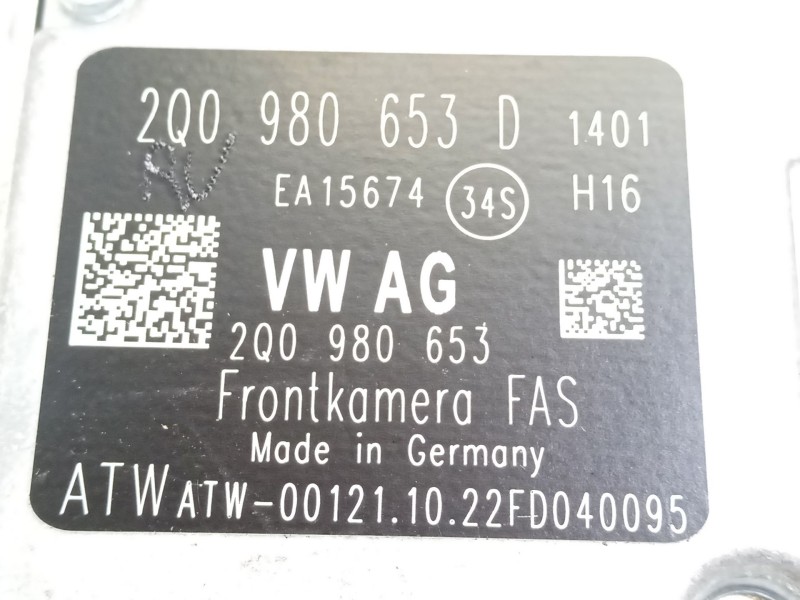 2Q0 980 653 D 1401
EA15674 34S H16
VW AG
2Q0 980 653
Frontkamera FAS
Made in Germany
ATW ATW-00121.10.22FD040095